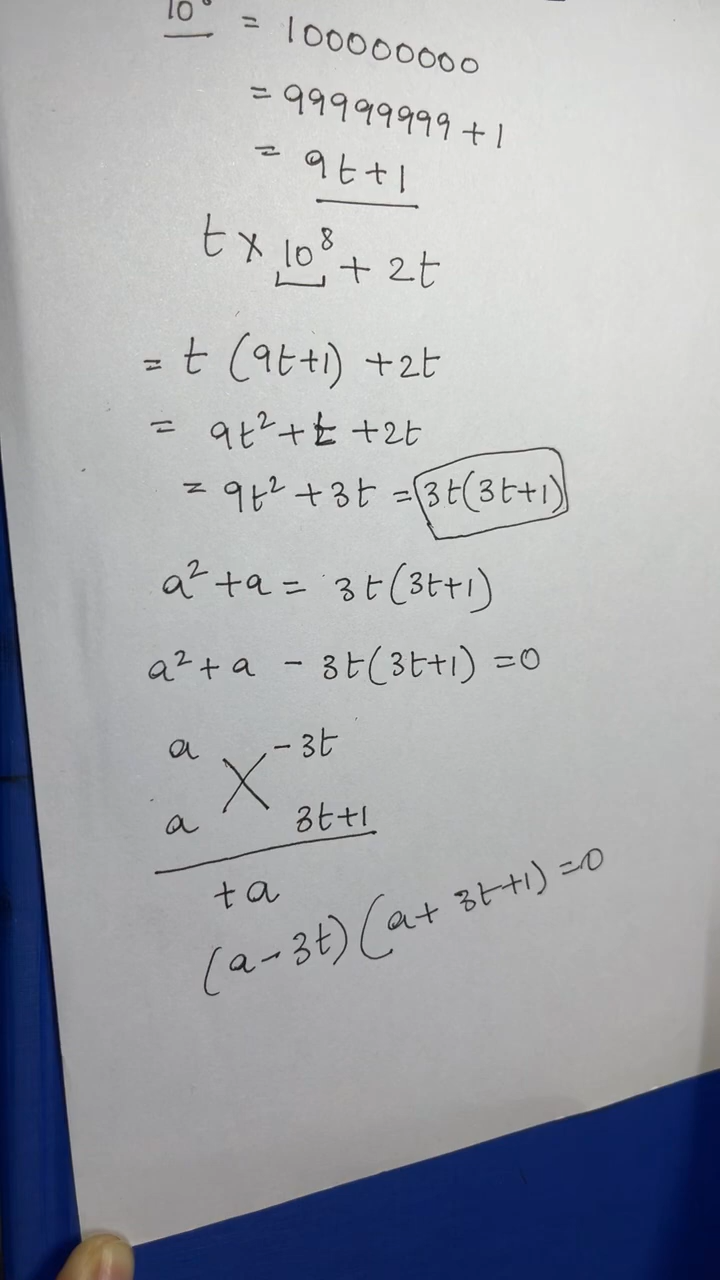 10⁸ = 100000000
= 99999999 + 1
= 9t+1
t × 10⁸ + 2t
= t (9t+1) + 2t
= 9t² + t + 2t
= 9t² + 3t = 3t(3t+1)
a² + a = 3t(3t+1)
a² + a - 3t(3t+1) = 0
a -3t
a 3t+1
+a
(a-3t)(a+3t+1)=0